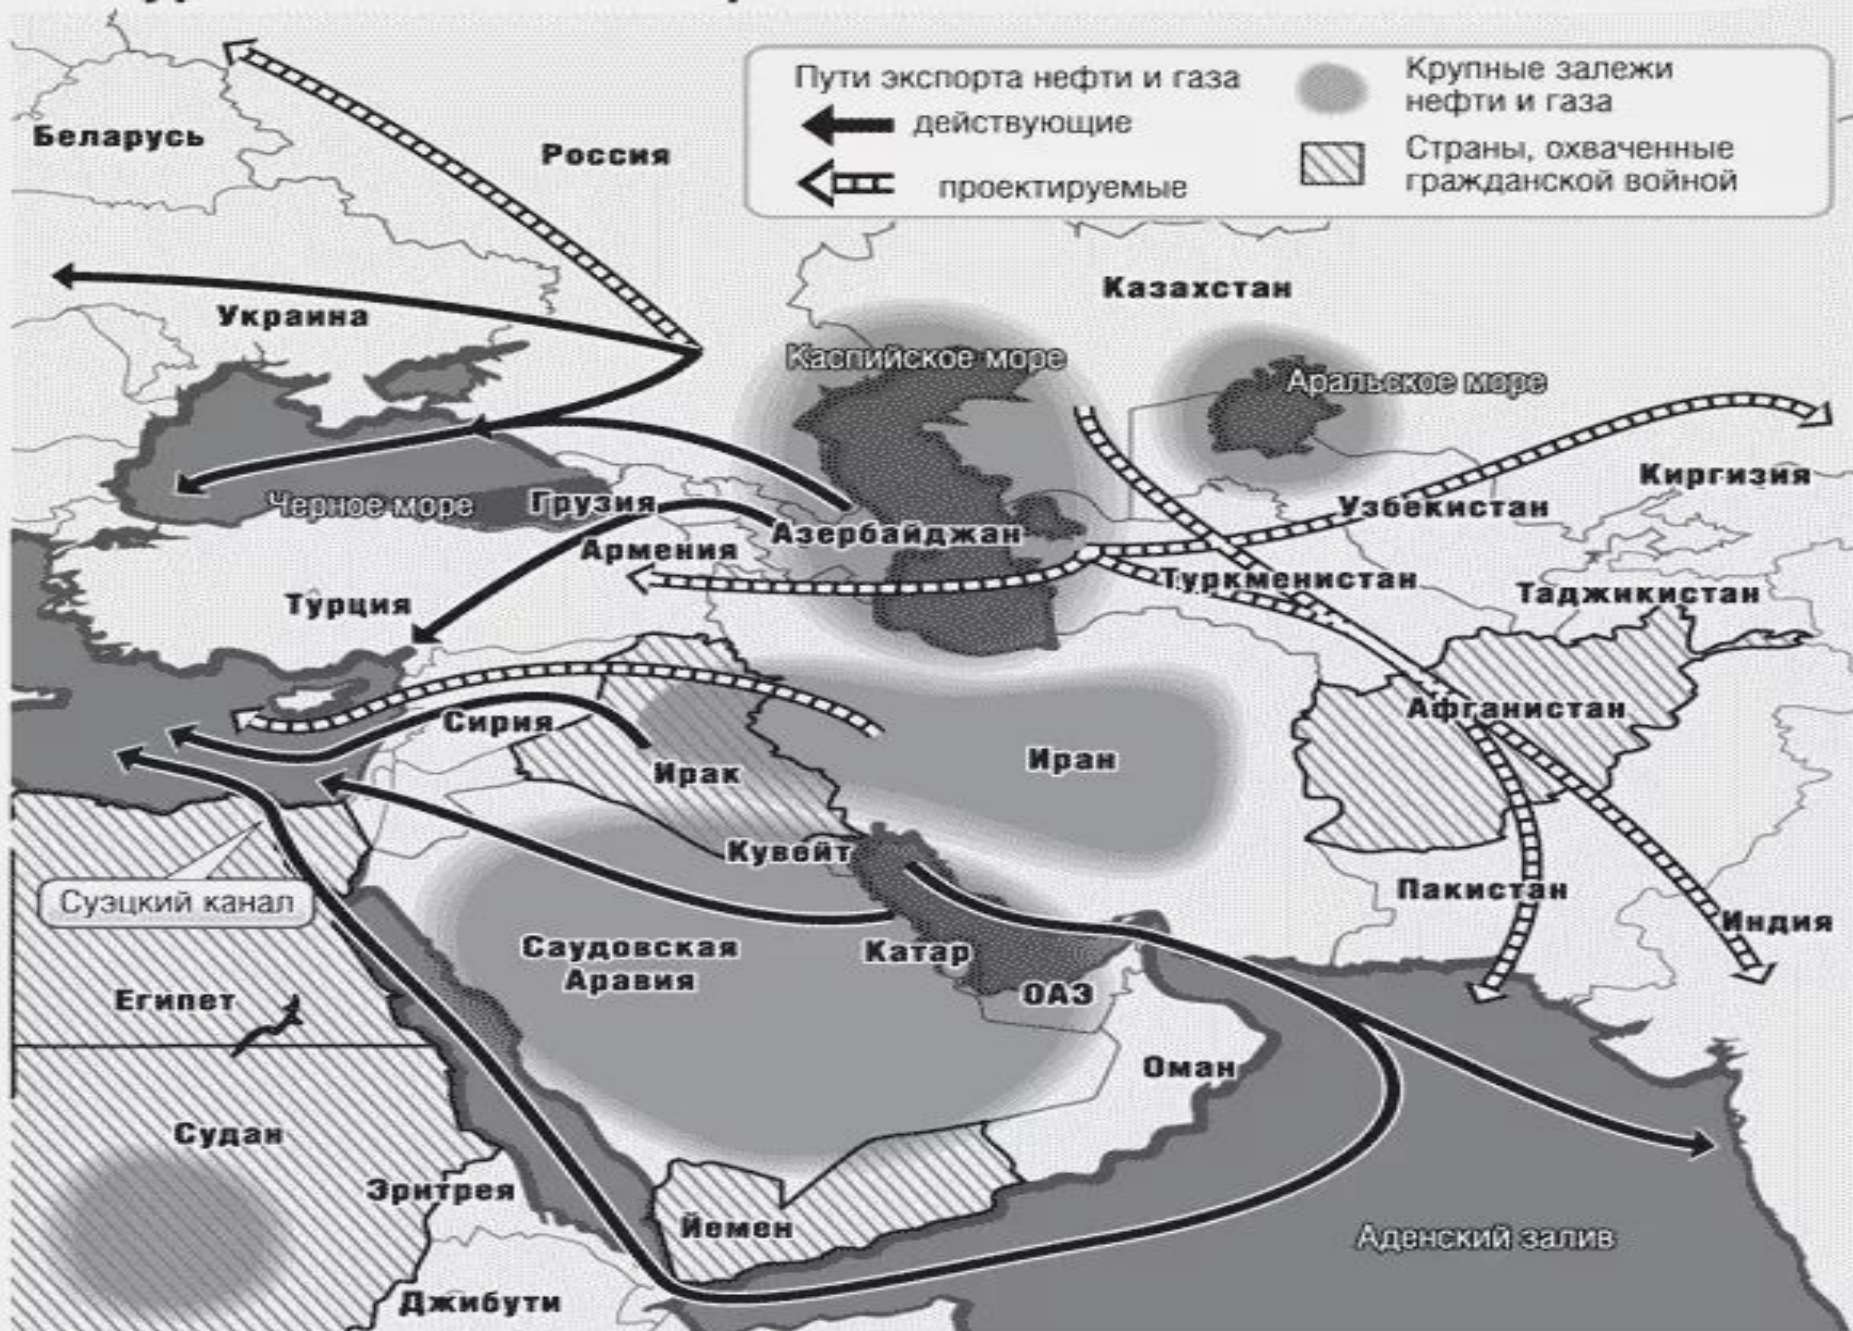 Пути экспорта нефти и газа
действующие
проектируемые
Крупные залежи
нефти и газа
Страны, охваченные
гражданской войной
Беларусь
Россия
Украина
Казахстан
Каспийское море
Аральское море
Киргизия
Черное море
Грузия
Узбекистан
Азербайджан
Армения
Туркменистан
Таджикистан
Турция
Сирия
Афганистан
Ирак
Иран
Кувейт
Пакистан
Суэцкий канал
Индия
Саудовская
Аравия
Катар
ОАЭ
Египет
Оман
Судан
Эритрея
Йемен
Аденский залив
Джибути